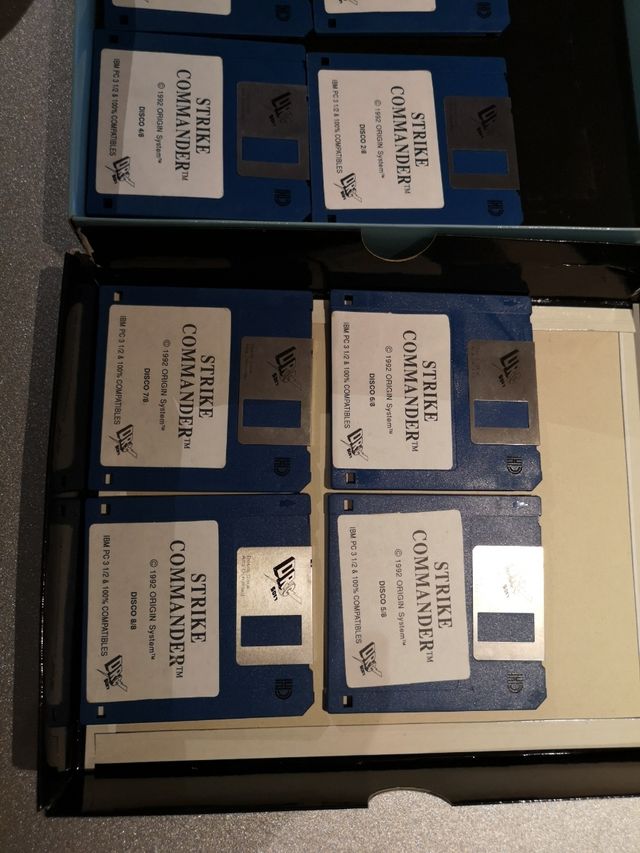 STRIKE
COMMANDER™
© 1992 ORIGIN System™
DISCO 4/8
IBM PC 3 1/2 & 100% COMPATIBLES
HD
STRIKE
COMMANDER™
© 1992 ORIGIN System™
DISCO 2/8
IBM PC 3 1/2 & 100% COMPATIBLES
HD
STRIKE
COMMANDER™
© 1992 ORIGIN System™
DISCO 7/8
IBM PC 3 1/2 & 100% COMPATIBLES
HD
STRIKE
COMMANDER™
© 1992 ORIGIN System™
DISCO 6/8
IBM PC 3 1/2 & 100% COMPATIBLES
HD
STRIKE
COMMANDER™
© 1992 ORIGIN System™
DISCO 8/8
IBM PC 3 1/2 & 100% COMPATIBLES
HD
STRIKE
COMMANDER™
© 1992 ORIGIN System™
DISCO 5/8
IBM PC 3 1/2 & 100% COMPATIBLES
HD